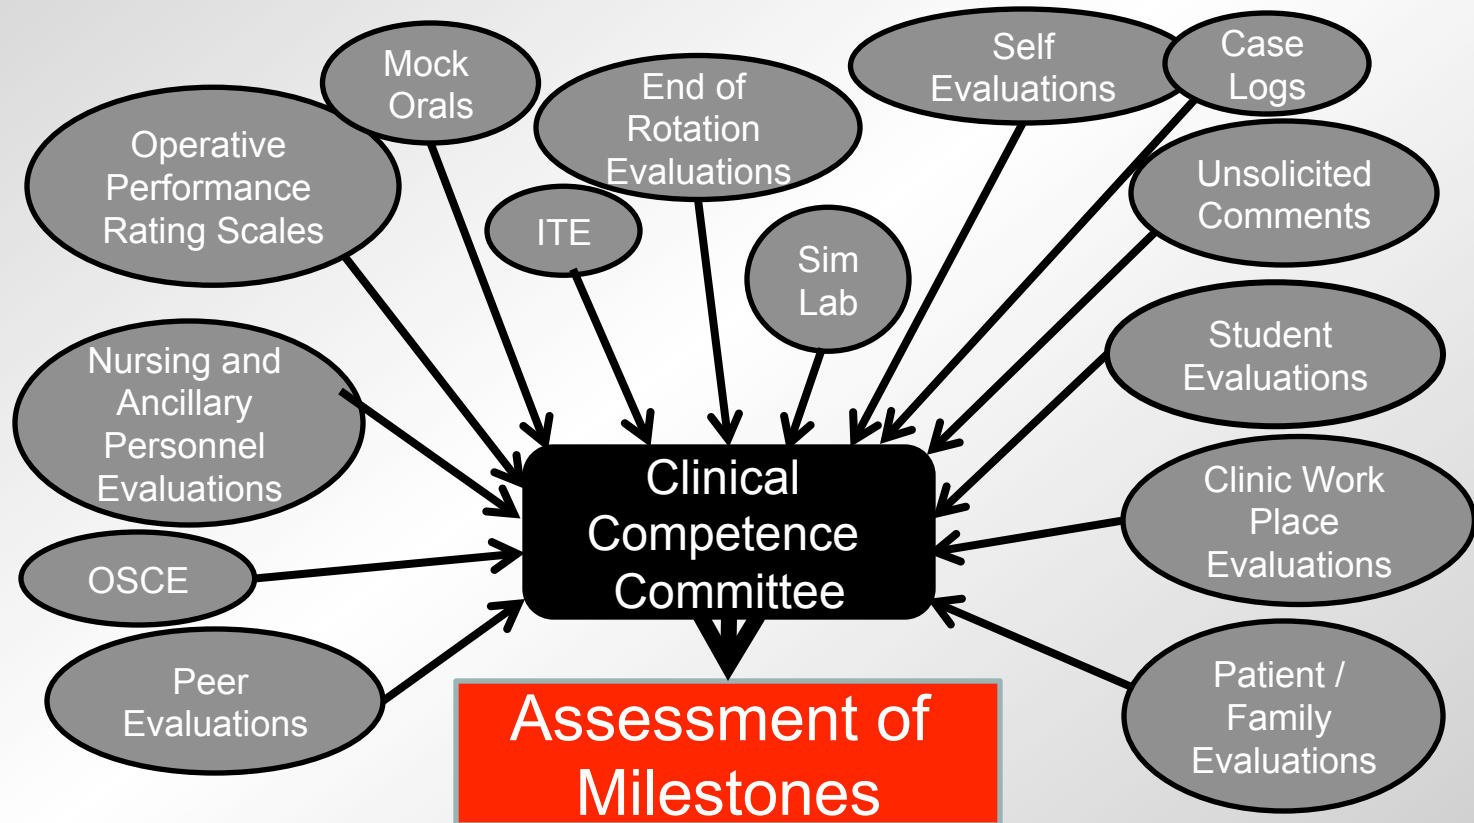 Mock
Orals
Operative
Performance
Rating Scales
End of
Rotation
Evaluations
Self
Evaluations
Case
Logs
Unsolicited
Comments
ITE
Sim
Lab
Student
Evaluations
Nursing and
Ancillary
Personnel
Evaluations
Clinical
Competence
Committee
Clinic Work
Place
Evaluations
OSCE
Peer
Evaluations
Patient /
Family
Evaluations
Assessment of
Milestones